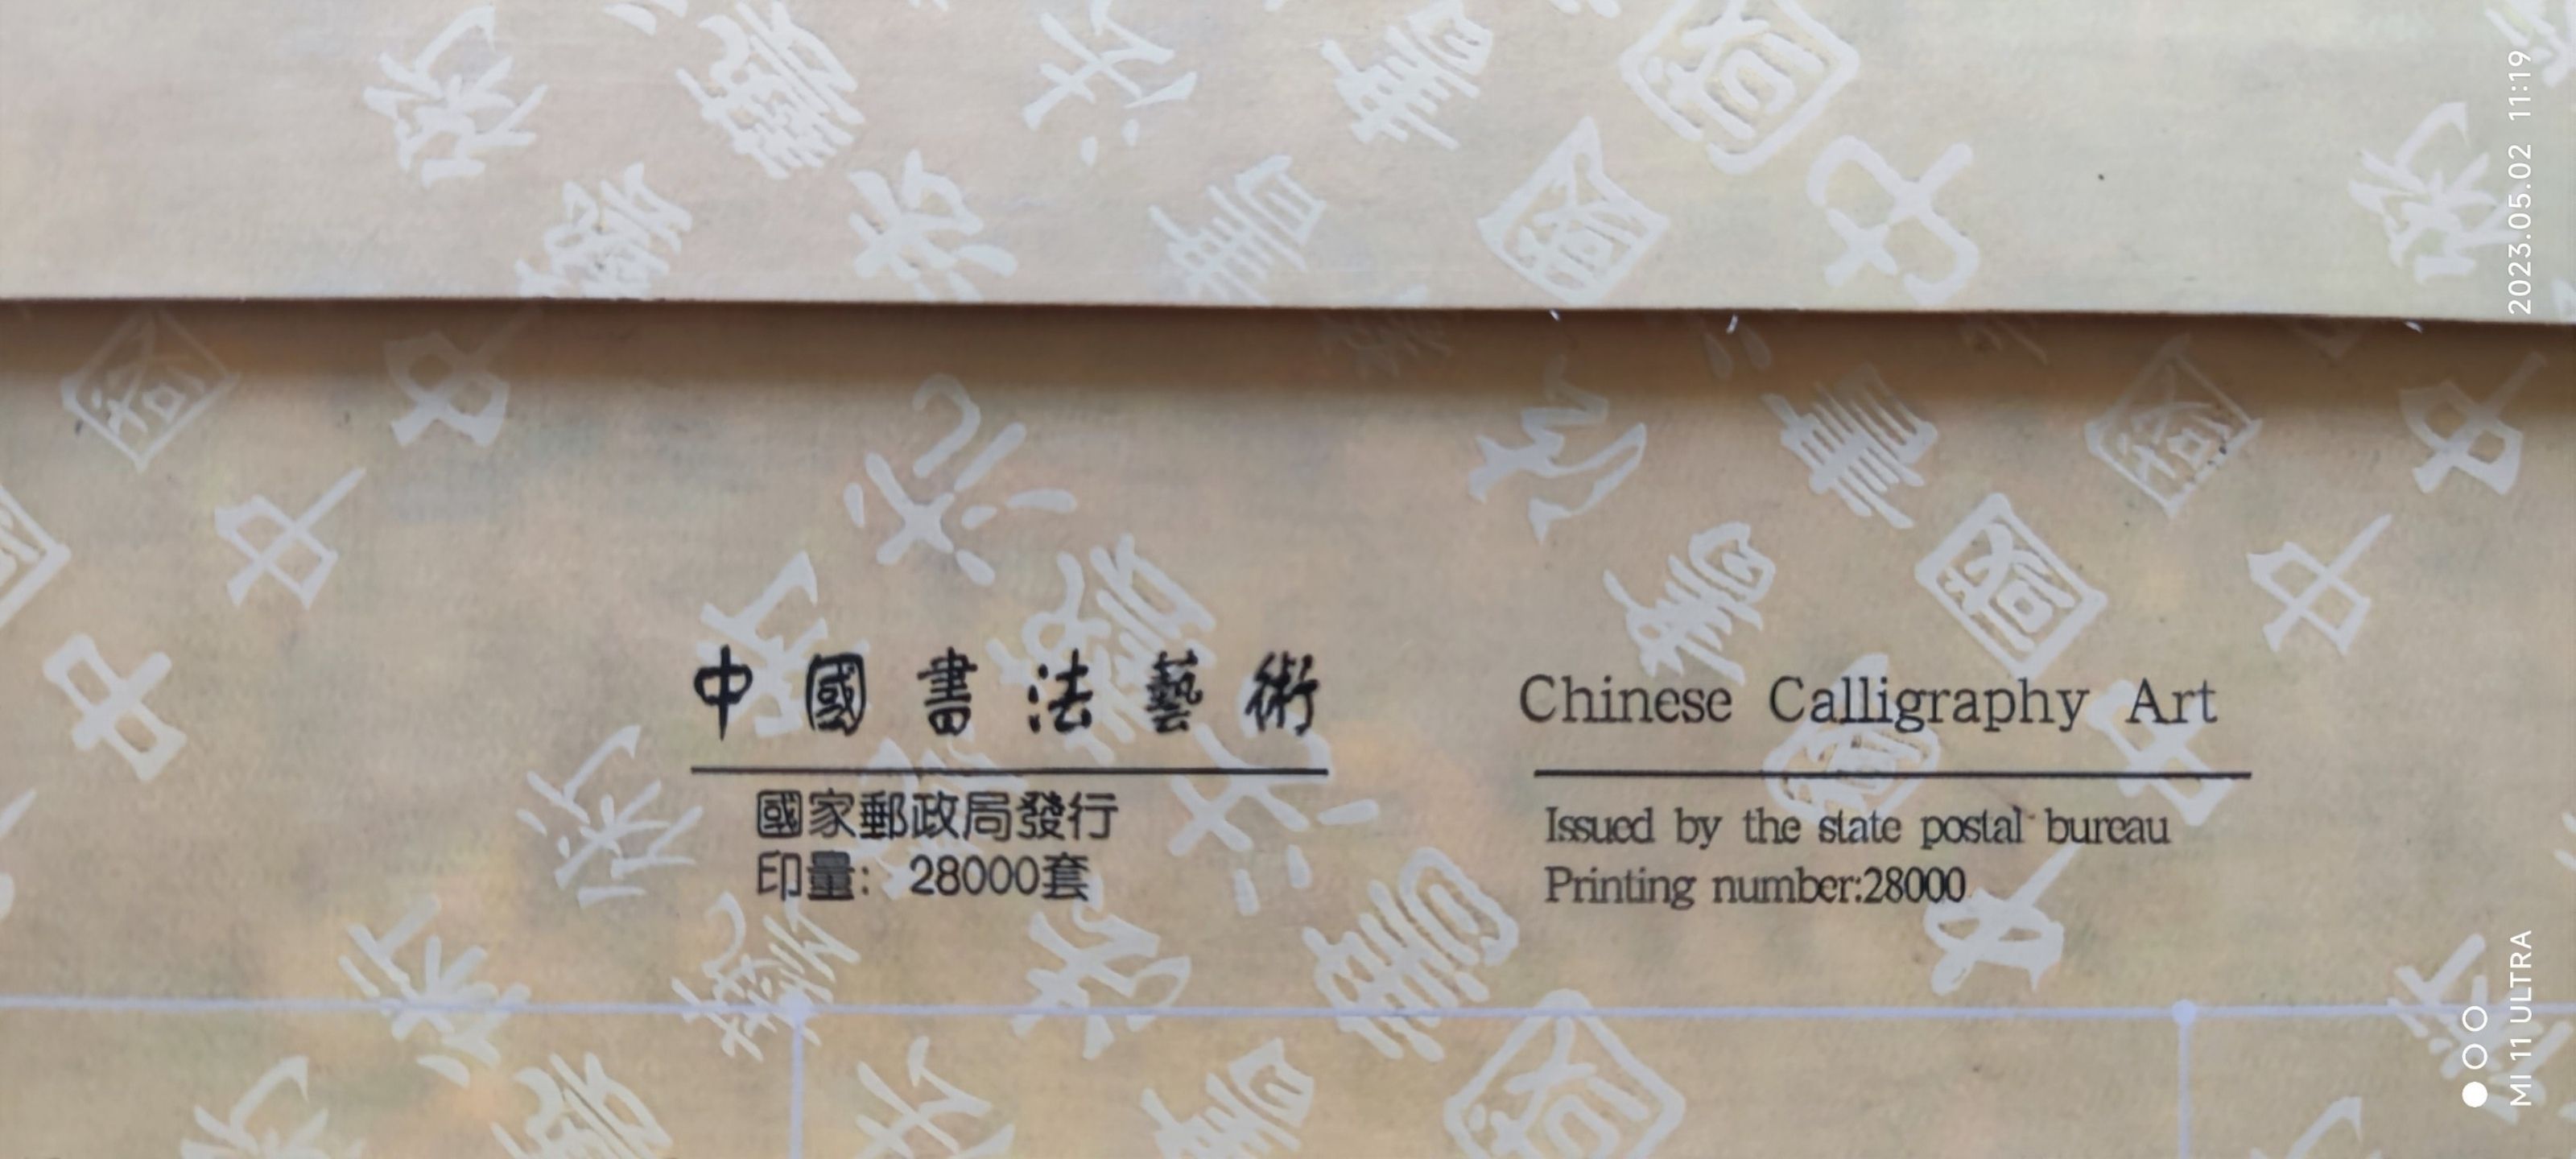 中國書法藝術
國家郵政局發行
印量: 28000套
Chinese Calligraphy Art
Issued by the state postal bureau
Printing number:28000
2023.05.02 11:19
MI 11 ULTRA